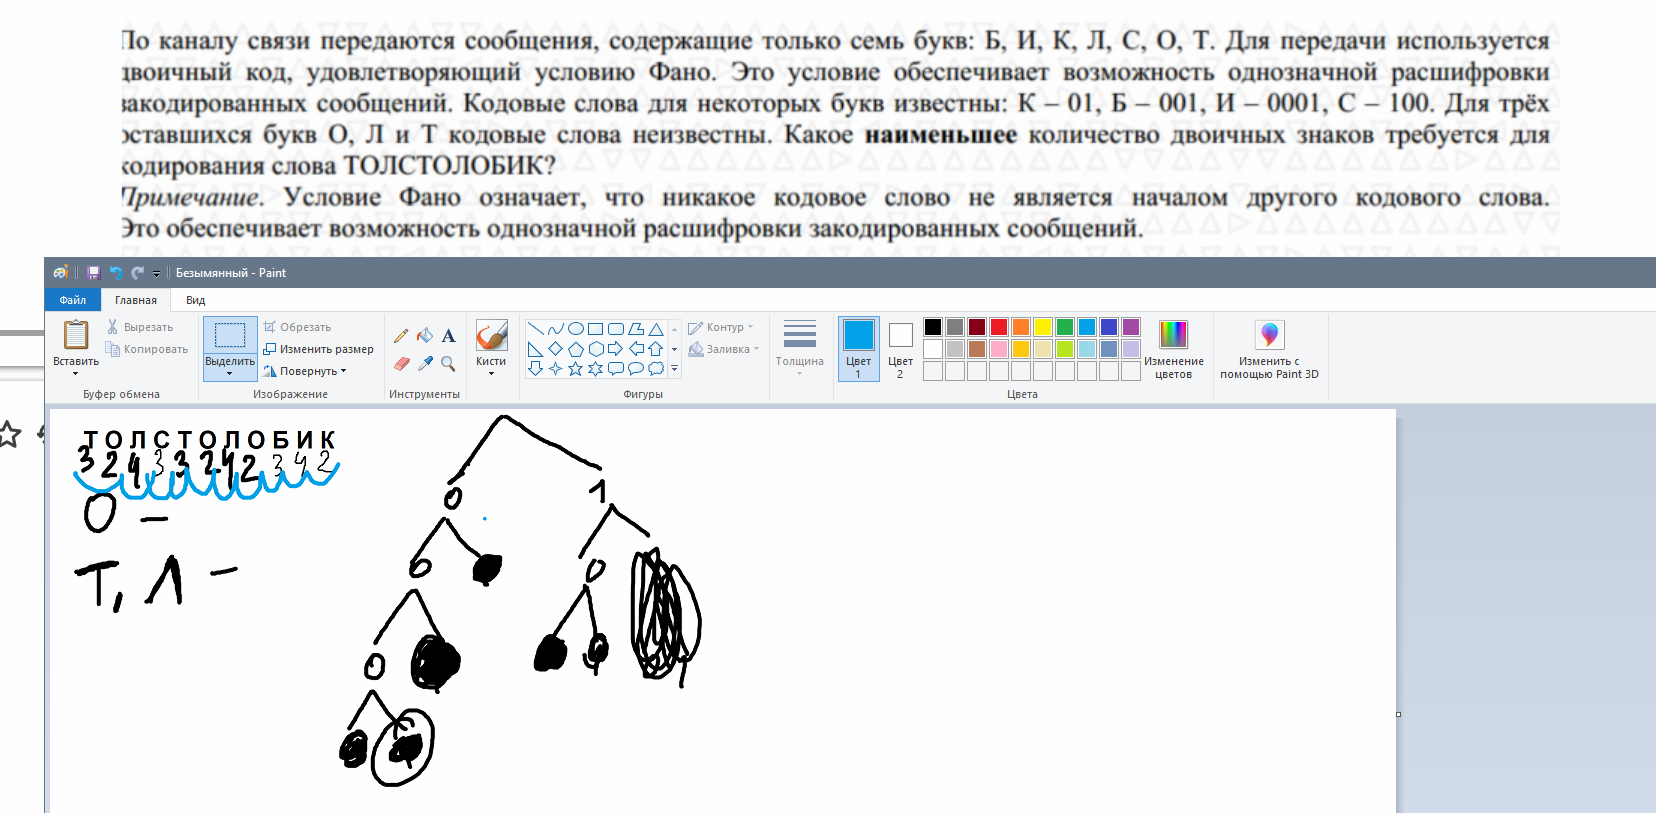 По каналу связи передаются сообщения, содержащие только семь букв: Б, И, К, Л, С, О, Т. Для передачи используется
двоичный код, удовлетворяющий условию Фано. Это условие обеспечивает возможность однозначной расшифровки
закодированных сообщений. Кодовые слова для некоторых букв известны: К – 01, Б – 001, И – 0001, С – 100. Для трёх
оставшихся букв О, Л и Т кодовые слова неизвестны. Какое наименьшее количество двоичных знаков требуется для
кодирования слова ТОЛСТОЛОБИК?
Примечание. Условие Фано означает, что никакое кодовое слово не является началом другого кодового слова.
Это обеспечивает возможность однозначной расшифровки закодированных сообщений.
Безымянный - Paint
Файл Главная Вид
Вставить
Вырезать
Копировать
Буфер обмена
Выделить
Обрезать
Изменить размер
Повернуть
Изображение
Инструменты
Кисти
Контур
Заливка
Фигуры
Толщина
Цвет 1
Цвет 2
Изменение цветов
Цвета
Изменить с помощью Paint 3D
ТОЛСТОЛОБИК
3 2 4 3 3 2 4 2 3 4 2
О –
Т, Л –
0 1
0 0
0